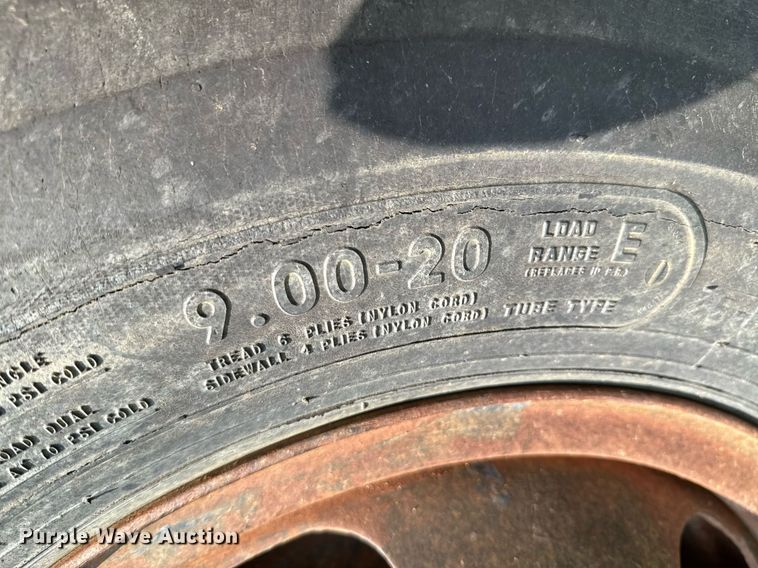 9.00-20
LOAD
RANGE E
(REPLACES 10 P.R.)
TREAD 6 PLIES (NYLON CORD)
SIDEWALL 4 PLIES (NYLON CORD)
TUBE TYPE
PSI COLD
PSI COLD
Purple Wave Auction